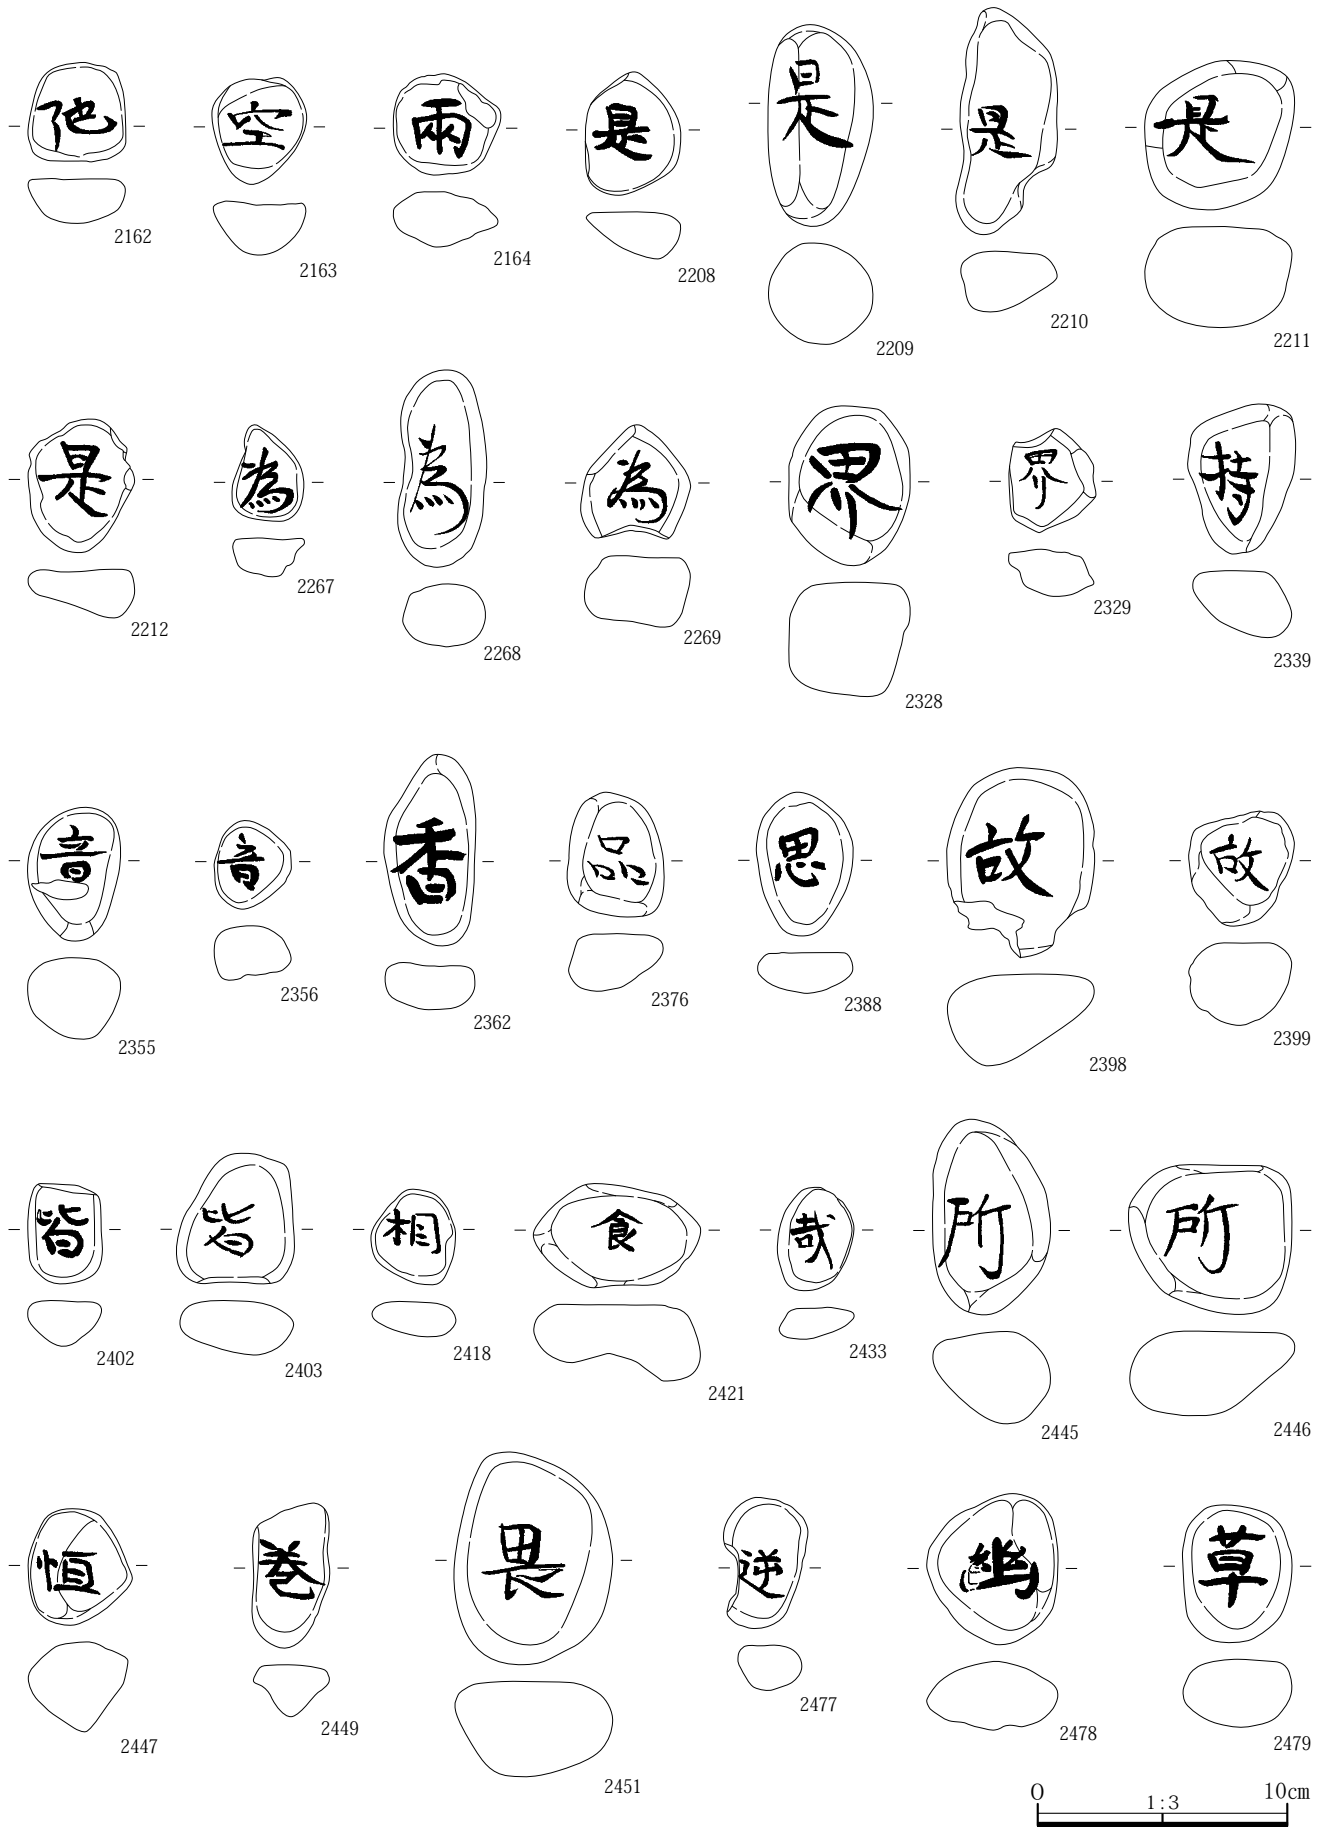 陁 空 兩 是 是 是 是
2162 2163 2164 2208 2209 2210 2211
是 為 為 為 界 界 持
2212 2267 2268 2269 2328 2329 2339
音 音 香 品 思 故 故
2355 2356 2362 2376 2388 2398 2399
皆 皆 相 食 哉 所 所
2402 2403 2418 2421 2433 2445 2446
恒 巻 畏 逆 草
2447 2449 2451 2477 2478 2479
0 1:3 10cm